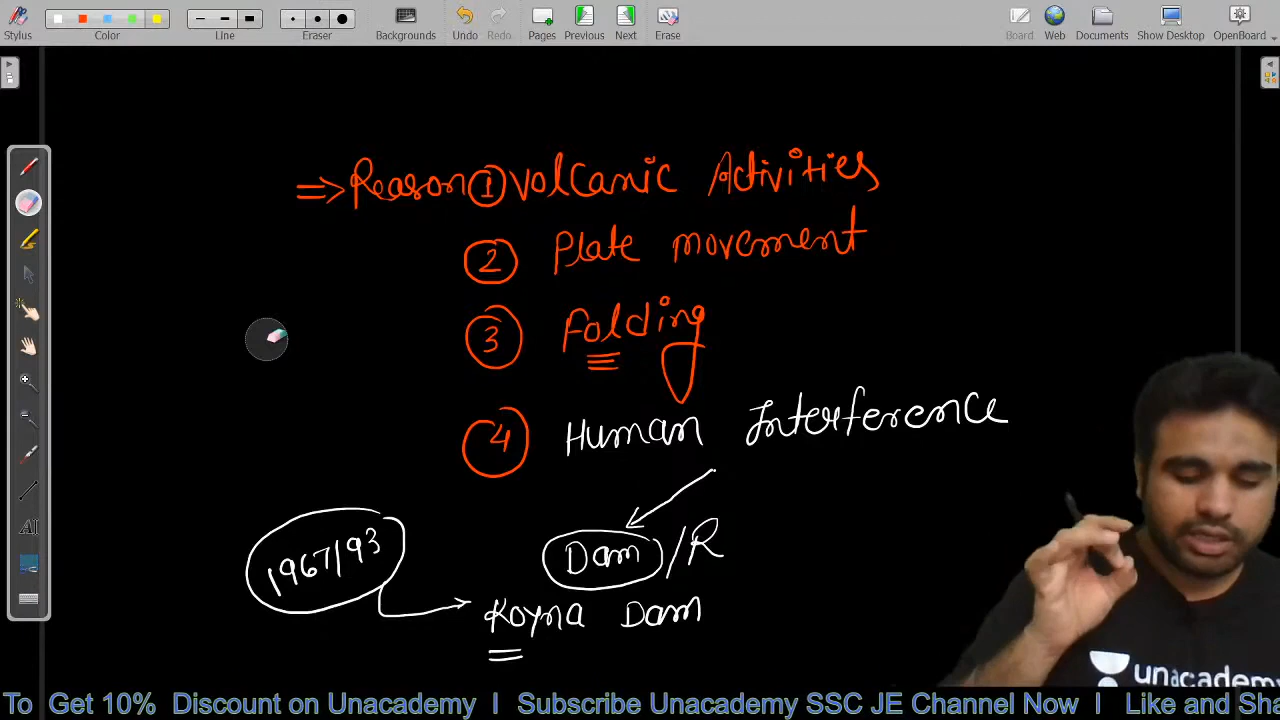 Stylus
Color
Line
Eraser
Backgrounds
Undo
Redo
Pages
Previous
Next
Erase
Board
Web
Documents
Show Desktop
OpenBoard
⇒ Reason ① Volcanic Activities
② Plate movement
③ Folding
④ Human Interference
1967/93
Dam /R
Koyna Dam
unacademy
To Get 10% Discount on Unacademy I Subscribe Unacademy SSC JE Channel Now I Like and Sha